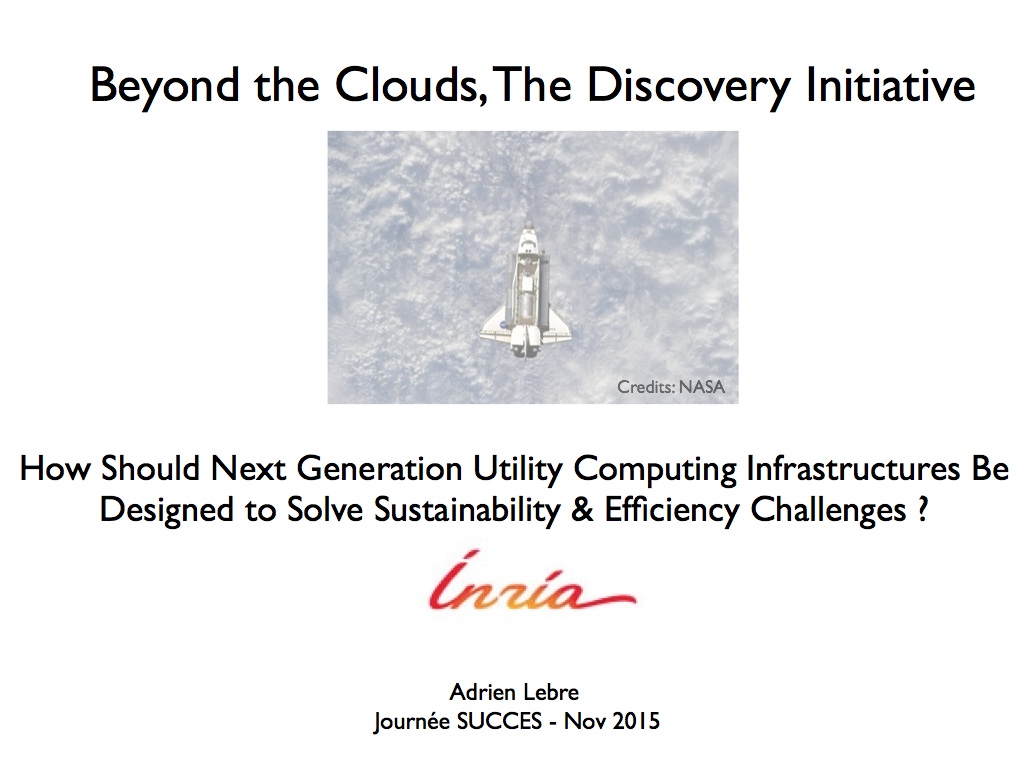 Beyond the Clouds, The Discovery Initiative
Credits: NASA
How Should Next Generation Utility Computing Infrastructures Be
Designed to Solve Sustainability & Efficiency Challenges ?
Inria
Adrien Lebre
Journée SUCCES - Nov 2015